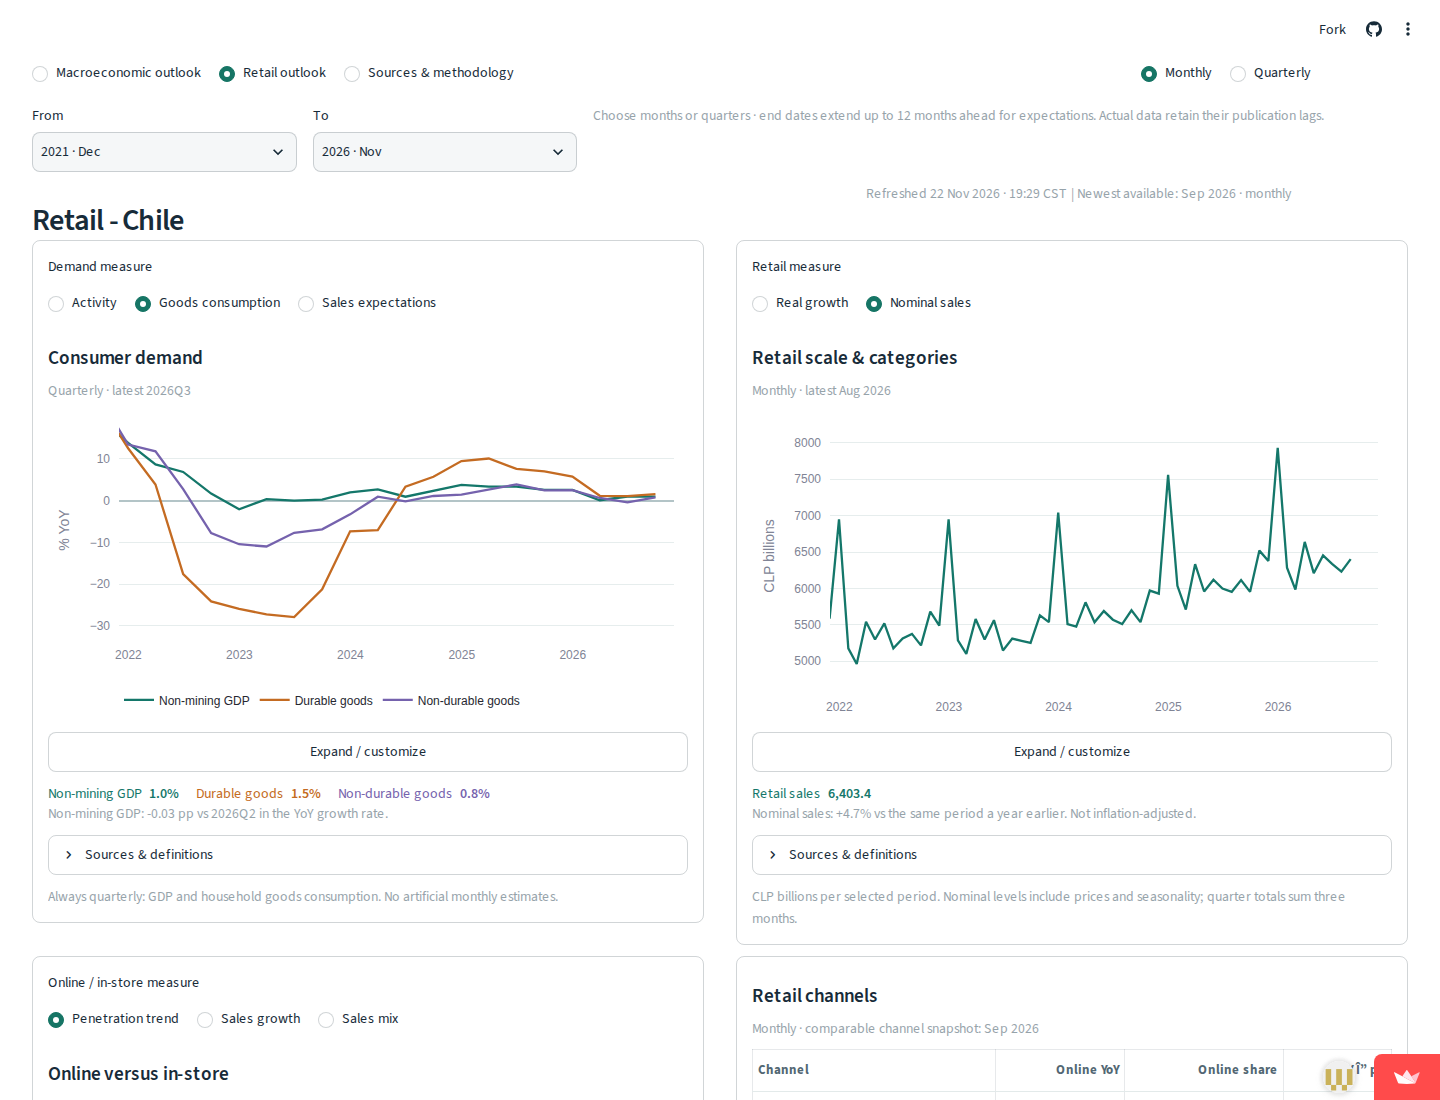 Fork
Macroeconomic outlook Retail outlook Sources & methodology Monthly Quarterly
From To Choose months or quarters · end dates extend up to 12 months ahead for expectations. Actual data retain their publication lags.
2021 · Dec 2026 · Nov
Refreshed 22 Nov 2026 · 19:29 CST | Newest available: Sep 2026 · monthly
Retail - Chile
Demand measure
Activity Goods consumption Sales expectations
Consumer demand
Quarterly · latest 2026Q3
10
0
−10
−20
−30
% YoY
2022 2023 2024 2025 2026
Non-mining GDP Durable goods Non-durable goods
Expand / customize
Non-mining GDP 1.0% Durable goods 1.5% Non-durable goods 0.8%
Non-mining GDP: -0.03 pp vs 2026Q2 in the YoY growth rate.
Sources & definitions
Always quarterly: GDP and household goods consumption. No artificial monthly estimates.
Retail measure
Real growth Nominal sales
Retail scale & categories
Monthly · latest Aug 2026
8000
7500
7000
6500
6000
5500
5000
CLP billions
2022 2023 2024 2025 2026
Expand / customize
Retail sales 6,403.4
Nominal sales: +4.7% vs the same period a year earlier. Not inflation-adjusted.
Sources & definitions
CLP billions per selected period. Nominal levels include prices and seasonality; quarter totals sum three
months.
Online / in-store measure
Penetration trend Sales growth Sales mix
Online versus in-store
Retail channels
Monthly · comparable channel snapshot: Sep 2026
Channel Online YoY Online share